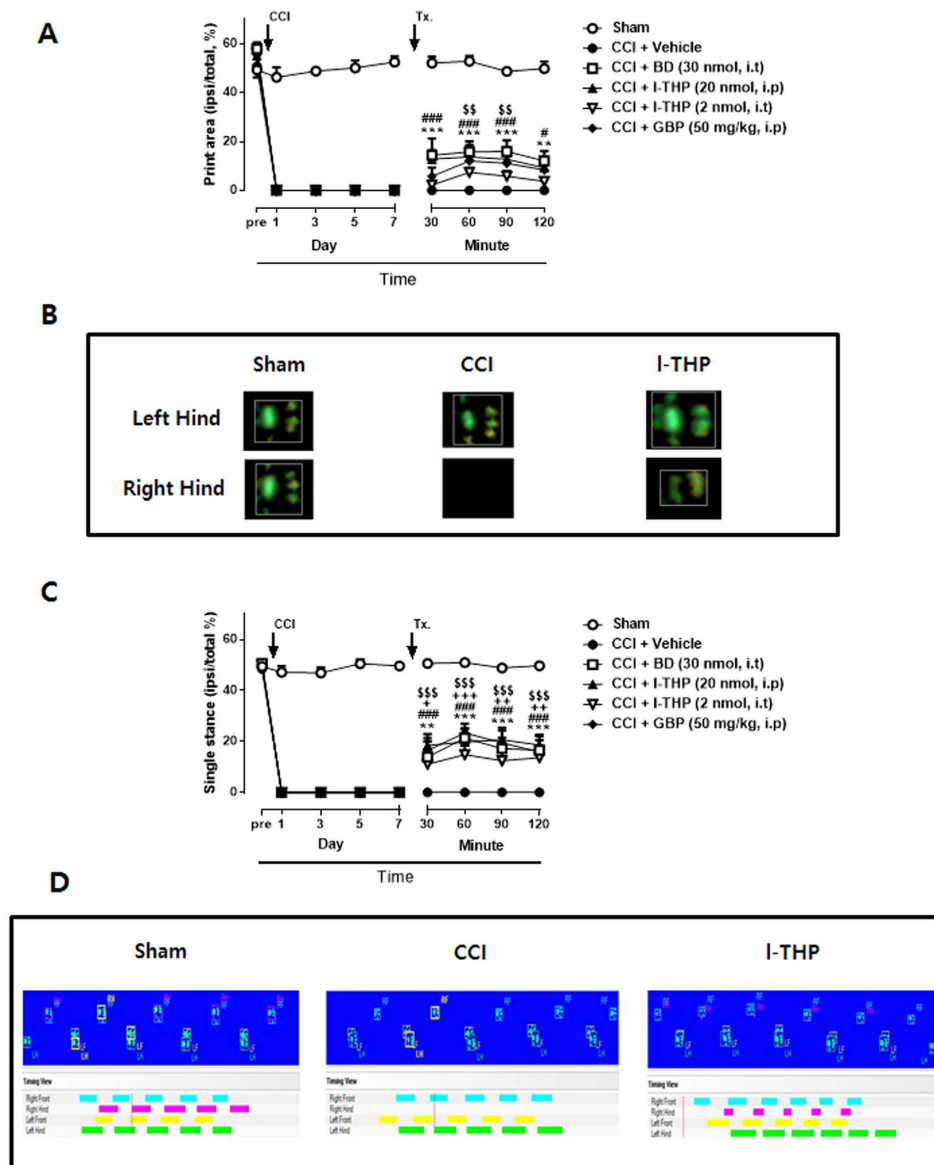 A
CCI
Tx.
Print area (ipsi/total, %)
60
40
20
0
###
***
$$
###
***
$$
###
***
#
**
pre 1 3 5 7
30 60 90 120
Day
Minute
Time
Sham
CCI + Vehicle
CCI + BD (30 nmol, i.t)
CCI + l-THP (20 nmol, i.p)
CCI + l-THP (2 nmol, i.t)
CCI + GBP (50 mg/kg, i.p)
B
Sham CCI l-THP
Left Hind
Right Hind
C
CCI
Tx.
Single stance (ipsi/total, %)
60
40
20
0
$$$
+
###
**
$$$
+++
###
***
$$$
++
###
***
$$$
++
###
***
pre 1 3 5 7
30 60 90 120
Day
Minute
Time
Sham
CCI + Vehicle
CCI + BD (30 nmol, i.t)
CCI + l-THP (20 nmol, i.p)
CCI + l-THP (2 nmol, i.t)
CCI + GBP (50 mg/kg, i.p)
D
Sham CCI l-THP
Timing View
Right Front
Right Hind
Left Front
Left Hind
Timing View
Right Front
Right Hind
Left Front
Left Hind
Timing View
Right Front
Right Hind
Left Front
Left Hind